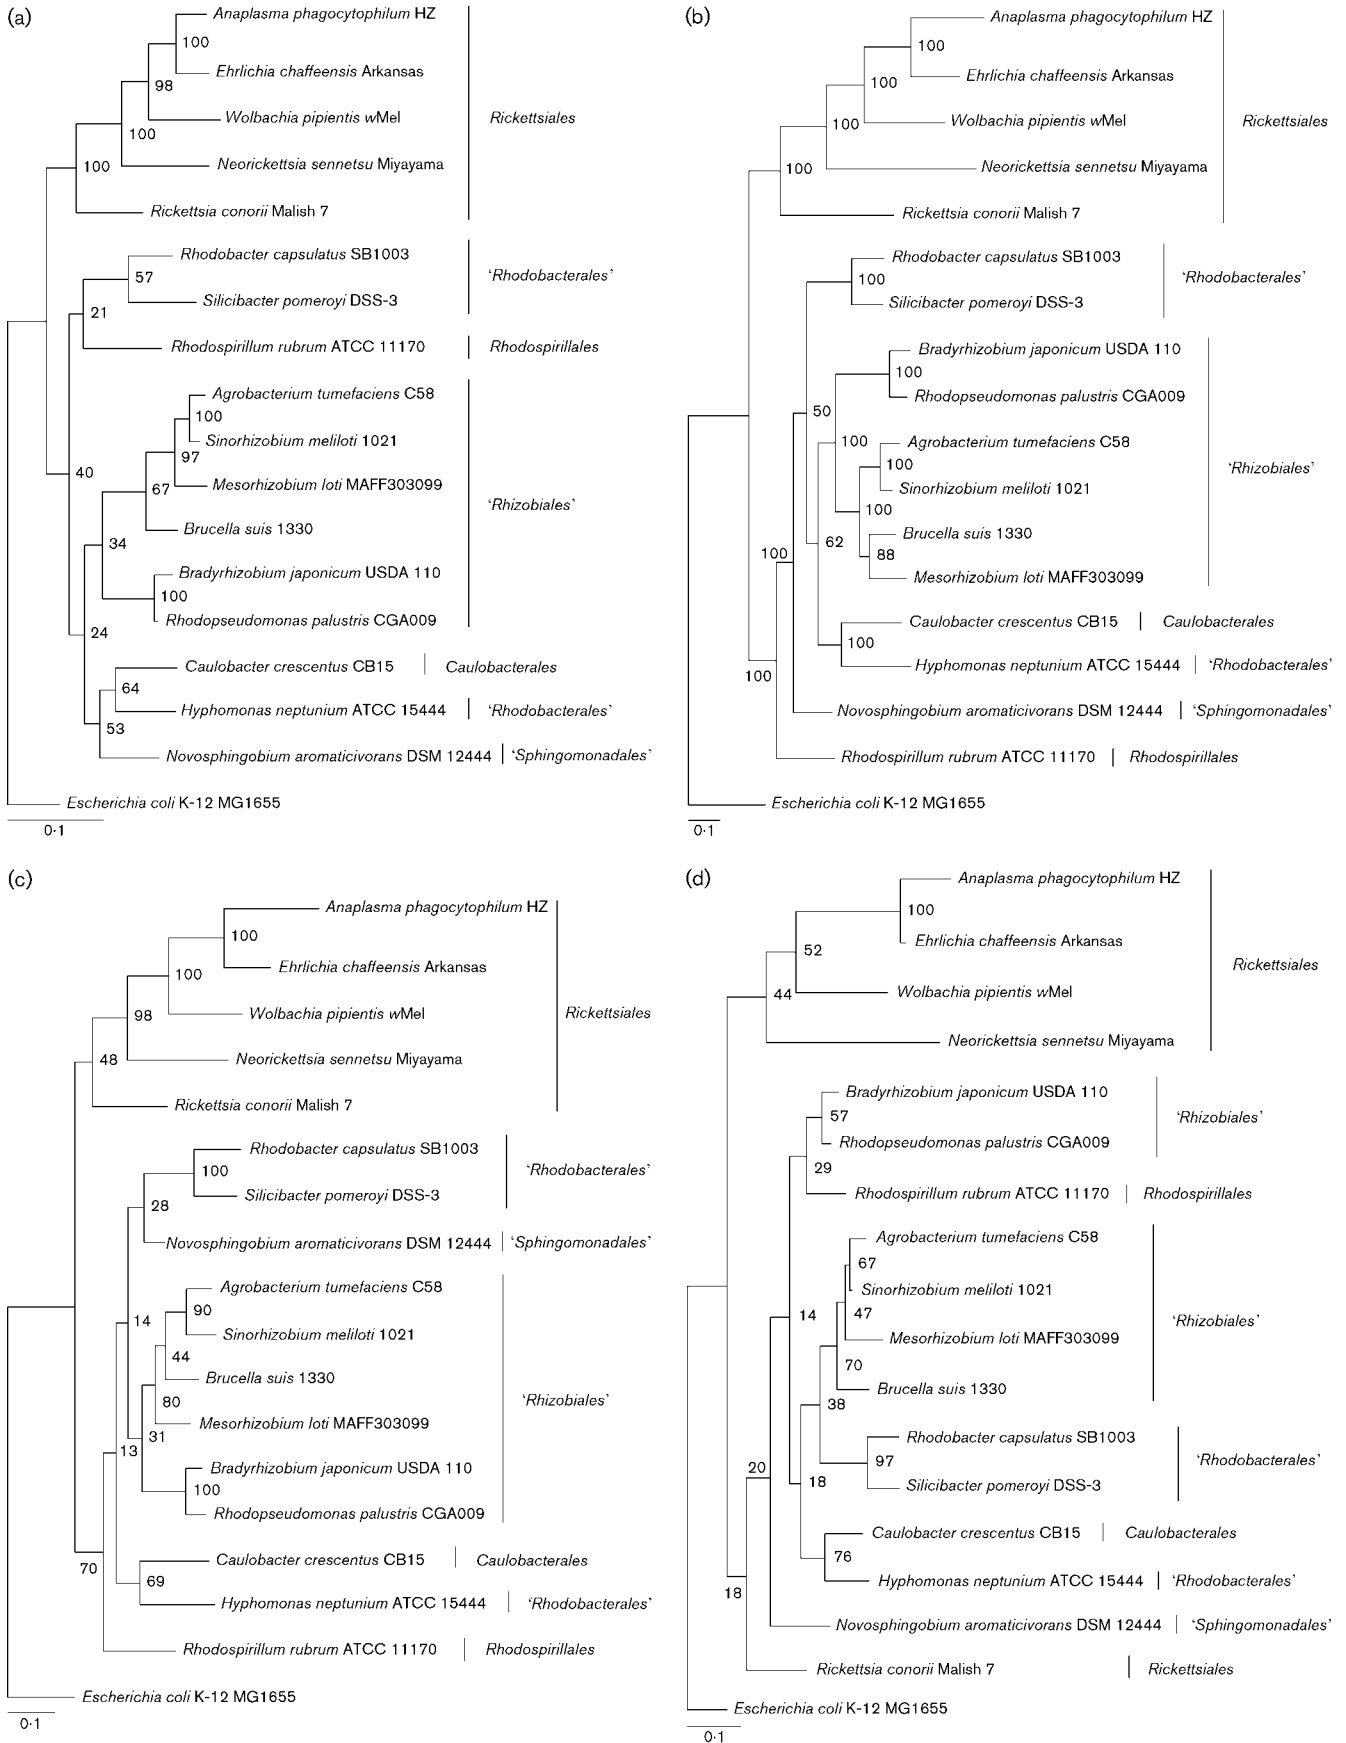 (a)
Anaplasma phagocytophilum HZ
100
Ehrlichia chaffeensis Arkansas
98
Wolbachia pipientis wMel
Rickettsiales
100
Neorickettsia sennetsu Miyayama
100
Rickettsia conorii Malish 7
Rhodobacter capsulatus SB1003
57
'Rhodobacterales'
Silicibacter pomeroyi DSS-3
21
Rhodospirillum rubrum ATCC 11170
Rhodospirillales
Agrobacterium tumefaciens C58
100
Sinorhizobium meliloti 1021
97
40
Mesorhizobium loti MAFF303099
67
'Rhizobiales'
Brucella suis 1330
34
Bradyrhizobium japonicum USDA 110
100
Rhodopseudomonas palustris CGA009
24
Caulobacter crescentus CB15
Caulobacterales
64
Hyphomonas neptunium ATCC 15444
'Rhodobacterales'
53
Novosphingobium aromaticivorans DSM 12444
'Sphingomonadales'
Escherichia coli K-12 MG1655
0·1
(b)
Anaplasma phagocytophilum HZ
100
Ehrlichia chaffeensis Arkansas
100
Wolbachia pipientis wMel
Rickettsiales
100
Neorickettsia sennetsu Miyayama
100
Rickettsia conorii Malish 7
Rhodobacter capsulatus SB1003
100
'Rhodobacterales'
Silicibacter pomeroyi DSS-3
Bradyrhizobium japonicum USDA 110
100
Rhodopseudomonas palustris CGA009
50
100
Agrobacterium tumefaciens C58
100
'Rhizobiales'
Sinorhizobium meliloti 1021
100
Brucella suis 1330
62
100
88
Mesorhizobium loti MAFF303099
Caulobacter crescentus CB15
Caulobacterales
100
Hyphomonas neptunium ATCC 15444
'Rhodobacterales'
100
Novosphingobium aromaticivorans DSM 12444
'Sphingomonadales'
Rhodospirillum rubrum ATCC 11170
Rhodospirillales
Escherichia coli K-12 MG1655
0·1
(c)
Anaplasma phagocytophilum HZ
100
Ehrlichia chaffeensis Arkansas
100
Wolbachia pipientis wMel
Rickettsiales
98
Neorickettsia sennetsu Miyayama
48
Rickettsia conorii Malish 7
Rhodobacter capsulatus SB1003
100
'Rhodobacterales'
Silicibacter pomeroyi DSS-3
28
Novosphingobium aromaticivorans DSM 12444
'Sphingomonadales'
Agrobacterium tumefaciens C58
90
14
Sinorhizobium meliloti 1021
44
Brucella suis 1330
80
'Rhizobiales'
Mesorhizobium loti MAFF303099
31
13
Bradyrhizobium japonicum USDA 110
100
Rhodopseudomonas palustris CGA009
Caulobacter crescentus CB15
Caulobacterales
70
69
Hyphomonas neptunium ATCC 15444
'Rhodobacterales'
Rhodospirillum rubrum ATCC 11170
Rhodospirillales
Escherichia coli K-12 MG1655
0·1
(d)
Anaplasma phagocytophilum HZ
100
Ehrlichia chaffeensis Arkansas
52
Rickettsiales
Wolbachia pipientis wMel
44
Neorickettsia sennetsu Miyayama
Bradyrhizobium japonicum USDA 110
57
'Rhizobiales'
Rhodopseudomonas palustris CGA009
29
Rhodospirillum rubrum ATCC 11170
Rhodospirillales
Agrobacterium tumefaciens C58
67
Sinorhizobium meliloti 1021
14
47
'Rhizobiales'
Mesorhizobium loti MAFF303099
70
Brucella suis 1330
38
Rhodobacter capsulatus SB1003
97
'Rhodobacterales'
20
18
Silicibacter pomeroyi DSS-3
Caulobacter crescentus CB15
Caulobacterales
76
Hyphomonas neptunium ATCC 15444
'Rhodobacterales'
18
Novosphingobium aromaticivorans DSM 12444
'Sphingomonadales'
Rickettsia conorii Malish 7
Rickettsiales
Escherichia coli K-12 MG1655
0·1